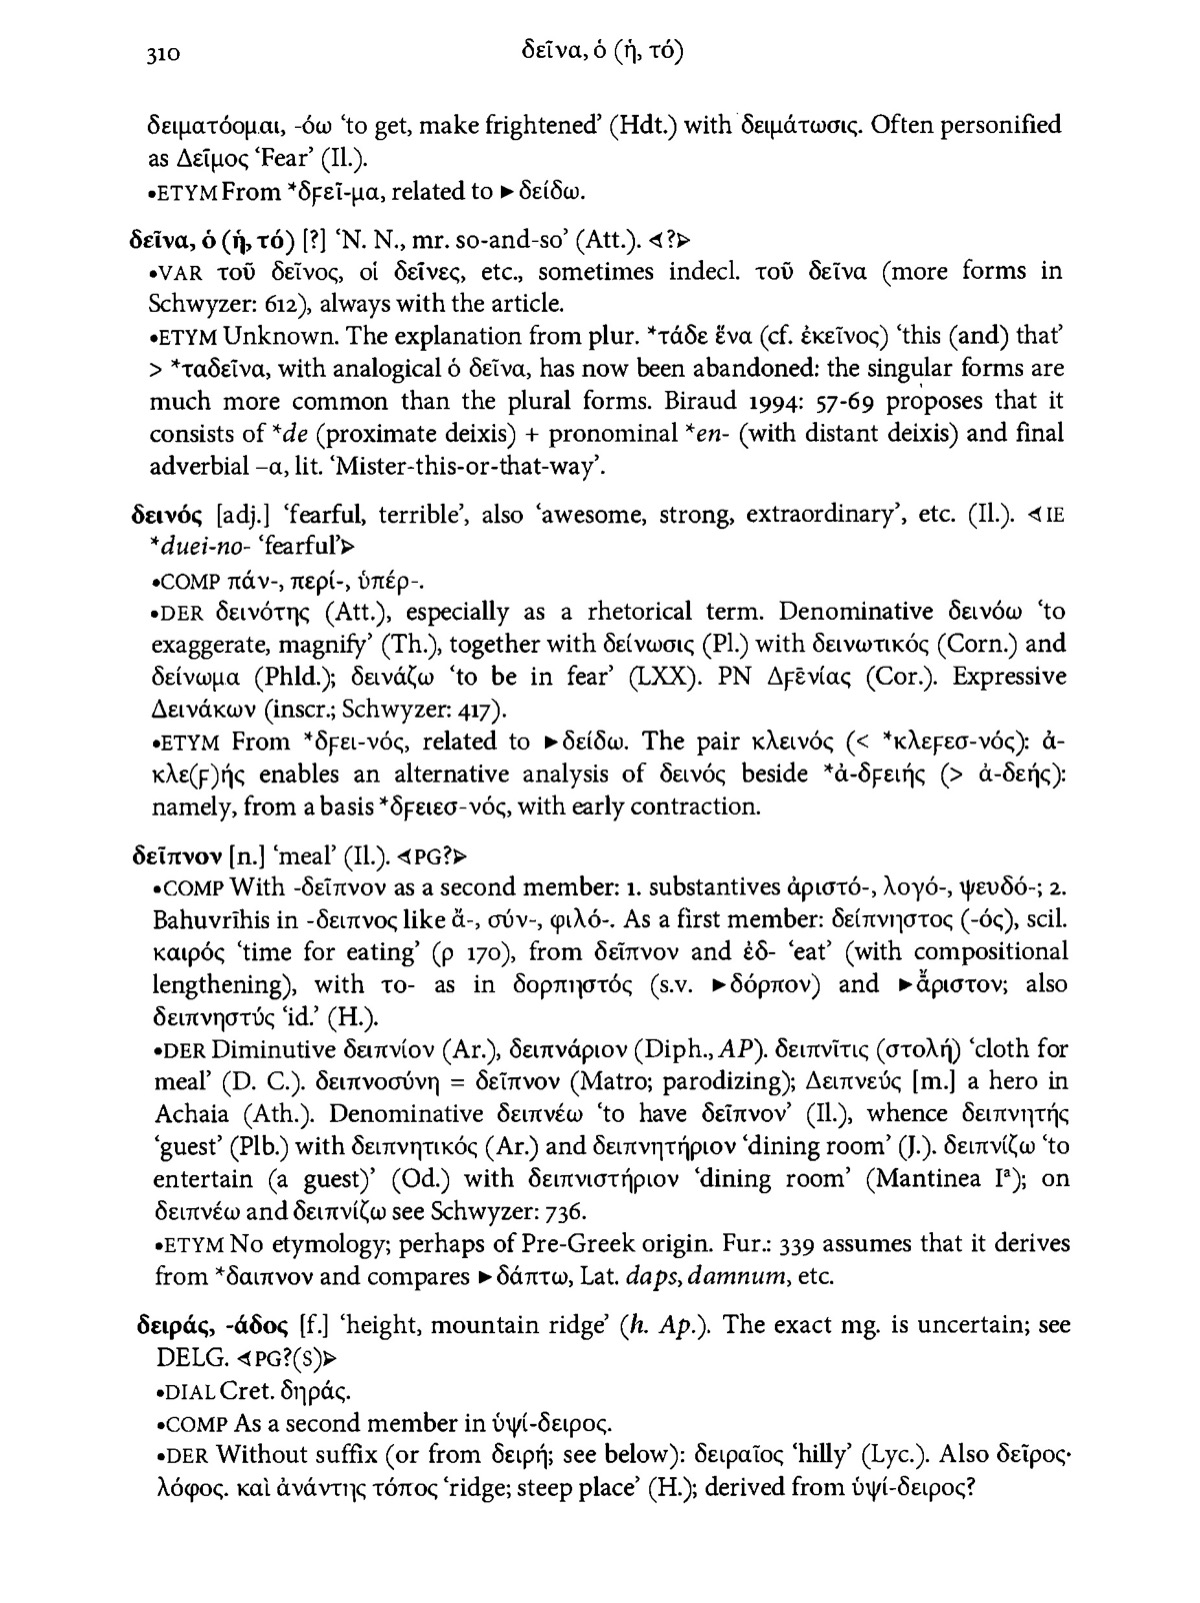 310
δεῖνα, ὁ (ἡ, τό)
δειματόομαι, -όω ‘to get, make frightened’ (Hdt.) with δειμάτωσις. Often personified
as Δεῖμος ‘Fear’ (Il.).
•ETYM From *δϝεῖ-μα, related to ►δείδω.
δεῖνα, ὁ (ἡ, τό) [?] ‘N. N., mr. so-and-so’ (Att.). ⊲?⊳
•VAR τοῦ δεῖνος, οἱ δεῖνες, etc., sometimes indecl. τοῦ δεῖνα (more forms in
Schwyzer: 612), always with the article.
•ETYM Unknown. The explanation from plur. *τάδε ἔνα (cf. ἐκεῖνος) ‘this (and) that’
> *ταδεῖνα, with analogical ὁ δεῖνα, has now been abandoned: the singular forms are
much more common than the plural forms. Biraud 1994: 57-69 proposes that it
consists of *de (proximate deixis) + pronominal *en- (with distant deixis) and final
adverbial –α, lit. ‘Mister-this-or-that-way’.
δεινός [adj.] ‘fearful, terrible’, also ‘awesome, strong, extraordinary’, etc. (Il.). ⊲IE
*duei-no- ‘fearful’⊳
•COMP πάν-, περί-, ὑπέρ-.
•DER δεινότης (Att.), especially as a rhetorical term. Denominative δεινόω ‘to
exaggerate, magnify’ (Th.), together with δείνωσις (Pl.) with δεινωτικός (Corn.) and
δείνωμα (Phld.); δεινάζω ‘to be in fear’ (LXX). PN Δϝε̄νίας (Cor.). Expressive
Δεινάκων (inscr.; Schwyzer: 417).
•ETYM From *δϝει-νός, related to ►δείδω. The pair κλεινός (< *κλεϝεσ-νός): ἀ-
κλε(ϝ)ής enables an alternative analysis of δεινός beside *ἀ-δϝειής (> ἀ-δεής):
namely, from a basis *δϝειεσ-νός, with early contraction.
δεῖπνον [n.] ‘meal’ (Il.). ⊲PG?⊳
•COMP With -δεῖπνον as a second member: 1. substantives ἀριστό-, λογό-, ψευδό-; 2.
Bahuvrīhis in -δειπνος like ἄ-, σύν-, φιλό-. As a first member: δείπνηστος (-ός), scil.
καιρός ‘time for eating’ (ρ 170), from δεῖπνον and ἐδ- ‘eat’ (with compositional
lengthening), with το- as in δορπηστός (s.v. ►δόρπον) and ►ἄριστον; also
δειπνηστύς ‘id.’ (H.).
•DER Diminutive δειπνίον (Ar.), δειπνάριον (Diph., AP). δειπνῖτις (στολή) ‘cloth for
meal’ (D. C.). δειπνοσύνη = δεῖπνον (Matro; parodizing); Δειπνεύς [m.] a hero in
Achaia (Ath.). Denominative δειπνέω ‘to have δεῖπνον’ (Il.), whence δειπνητής
‘guest’ (Plb.) with δειπνητικός (Ar.) and δειπνητήριον ‘dining room’ (J.). δειπνίζω ‘to
entertain (a guest)’ (Od.) with δειπνιστήριον ‘dining room’ (Mantinea Iᵃ); on
δειπνέω and δειπνίζω see Schwyzer: 736.
•ETYM No etymology; perhaps of Pre-Greek origin. Fur.: 339 assumes that it derives
from *δαιπνον and compares ►δάπτω, Lat. daps, damnum, etc.
δειράς, -άδος [f.] ‘height, mountain ridge’ (h. Ap.). The exact mg. is uncertain; see
DELG. ⊲PG?(S)⊳
•DIAL Cret. δηράς.
•COMP As a second member in ὑψί-δειρος.
•DER Without suffix (or from δειρή; see below): δειραῖος ‘hilly’ (Lyc.). Also δεῖρος·
λόφος. καὶ ἀνάντης τόπος ‘ridge; steep place’ (H.); derived from ὑψί-δειρος?